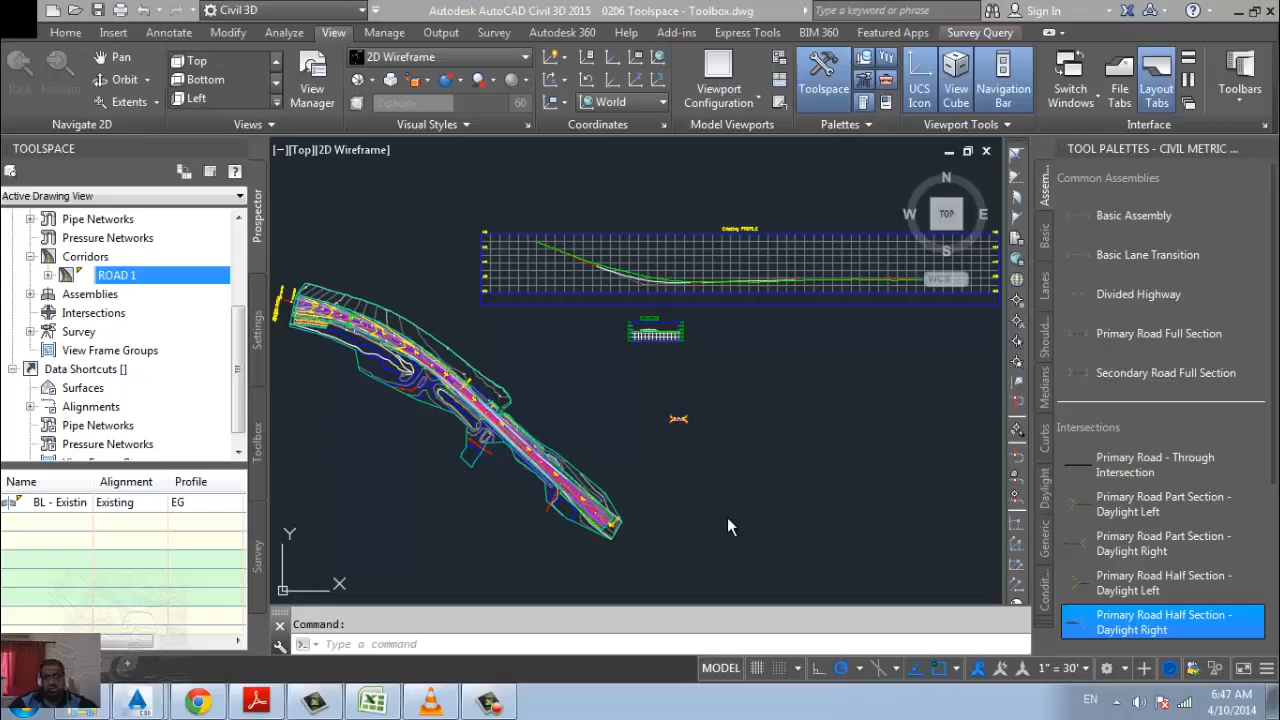 Civil 3D
Autodesk AutoCAD Civil 3D 2015 0206 Toolspace - Toolbox.dwg
Type a keyword or phrase
Sign In
Home Insert Annotate Modify Analyze View Manage Output Survey Autodesk 360 Help Add-ins Express Tools BIM 360 Featured Apps Survey Query
Back
Forward
Pan
Orbit
Extents
Navigate 2D
Top
Bottom
Left
View
Manager
Views
2D Wireframe
Opacity 60
Visual Styles
World
Coordinates
Viewport
Configuration
Model Viewports
Toolspace
Palettes
UCS
Icon
View
Cube
Navigation
Bar
Viewport Tools
Switch
Windows
File
Tabs
Layout
Tabs
Interface
Toolbars
TOOLSPACE
Active Drawing View
Pipe Networks
Pressure Networks
Corridors
ROAD 1
Assemblies
Intersections
Survey
View Frame Groups
Data Shortcuts []
Surfaces
Alignments
Pipe Networks
Pressure Networks
Name Alignment Profile
BL - Existin Existing EG
Prospector
Settings
Toolbox
Survey
[−][Top][2D Wireframe]
Existing PROFILE
N
W TOP E
S
WCS
Y
X
Command:
Type a command
TOOL PALETTES - CIVIL METRIC ...
Assem...
Basic
Lanes
Should...
Medians
Curbs
Daylight
Generic
Condit...
Common Assemblies
Basic Assembly
Basic Lane Transition
Divided Highway
Primary Road Full Section
Secondary Road Full Section
Intersections
Primary Road - Through
Intersection
Primary Road Part Section -
Daylight Left
Primary Road Part Section -
Daylight Right
Primary Road Half Section -
Daylight Left
Primary Road Half Section -
Daylight Right
MODEL
1" = 30'
EN
6:47 AM
4/10/2014